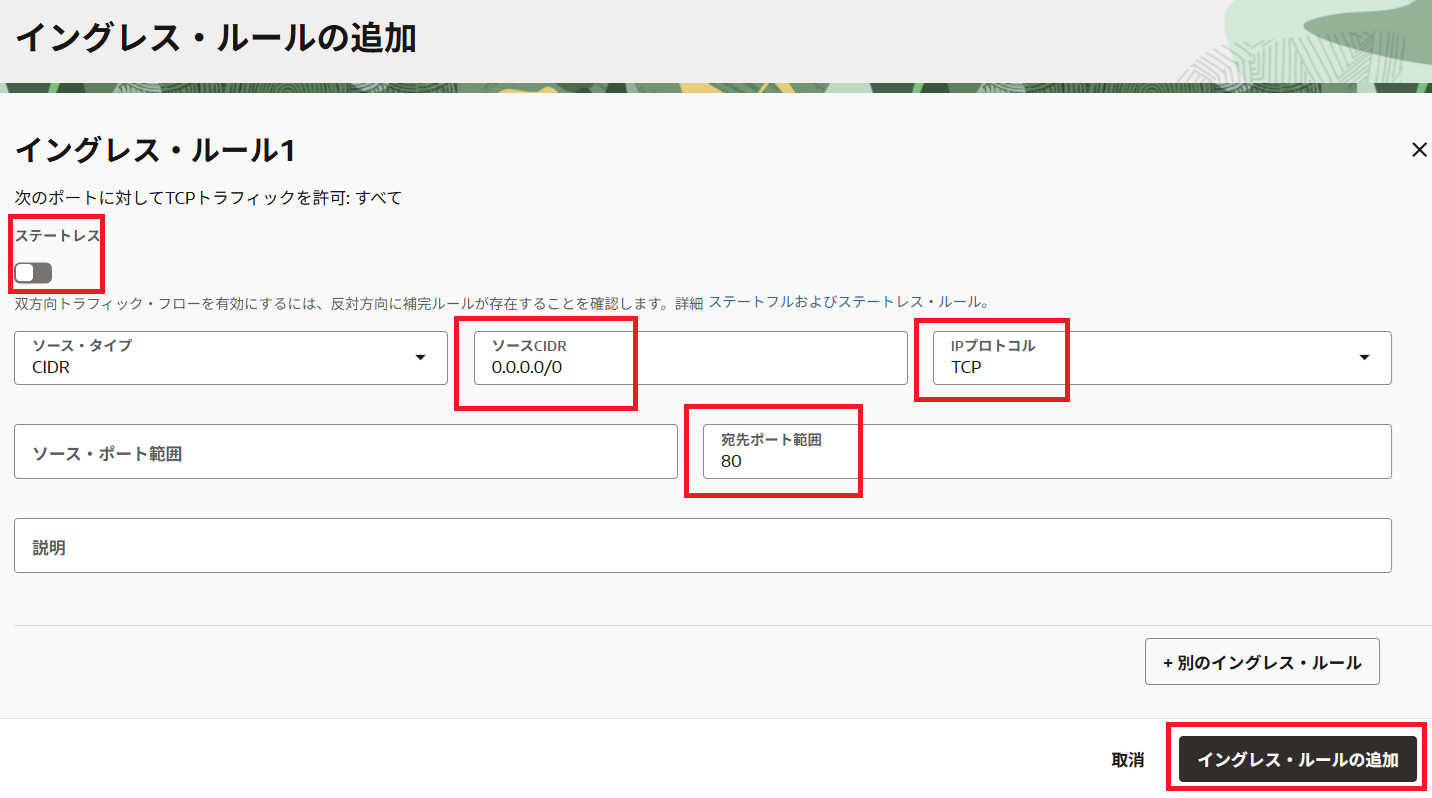 イングレス・ルールの追加
イングレス・ルール1
次のポートに対してTCPトラフィックを許可: すべて
ステートレス
双方向トラフィック・フローを有効にするには、反対方向に補完ルールが存在することを確認します。詳細 ステートフルおよびステートレス・ルール。
ソース・タイプ
CIDR
ソースCIDR
0.0.0.0/0
IPプロトコル
TCP
ソース・ポート範囲
宛先ポート範囲
80
説明
+ 別のイングレス・ルール
取消
イングレス・ルールの追加